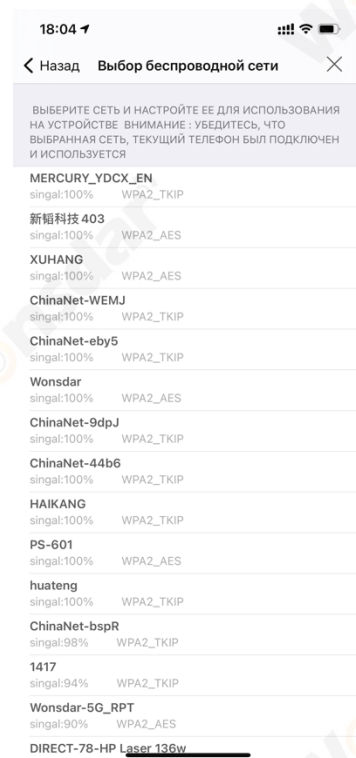 18:04
Назад Выбор беспроводной сети
ВЫБЕРИТЕ СЕТЬ И НАСТРОЙТЕ ЕЕ ДЛЯ ИСПОЛЬЗОВАНИЯ
НА УСТРОЙСТВЕ ВНИМАНИЕ : УБЕДИТЕСЬ, ЧТО
ВЫБРАННАЯ СЕТЬ, ТЕКУЩИЙ ТЕЛЕФОН БЫЛ ПОДКЛЮЧЕН
И ИСПОЛЬЗУЕТСЯ
MERCURY_YDCX_EN
singal:100% WPA2_TKIP
新韬科技403
singal:100% WPA2_AES
XUHANG
singal:100% WPA2_AES
ChinaNet-WEMJ
singal:100% WPA2_TKIP
ChinaNet-eby5
singal:100% WPA2_TKIP
Wonsdar
singal:100% WPA2_AES
ChinaNet-9dpJ
singal:100% WPA2_TKIP
ChinaNet-44b6
singal:100% WPA2_TKIP
HAIKANG
singal:100% WPA2_TKIP
PS-601
singal:100% WPA2_AES
huateng
singal:100% WPA2_TKIP
ChinaNet-bspR
singal:98% WPA2_TKIP
1417
singal:94% WPA2_TKIP
Wonsdar-5G_RPT
singal:90% WPA2_AES
DIRECT-78-HP Laser 136w